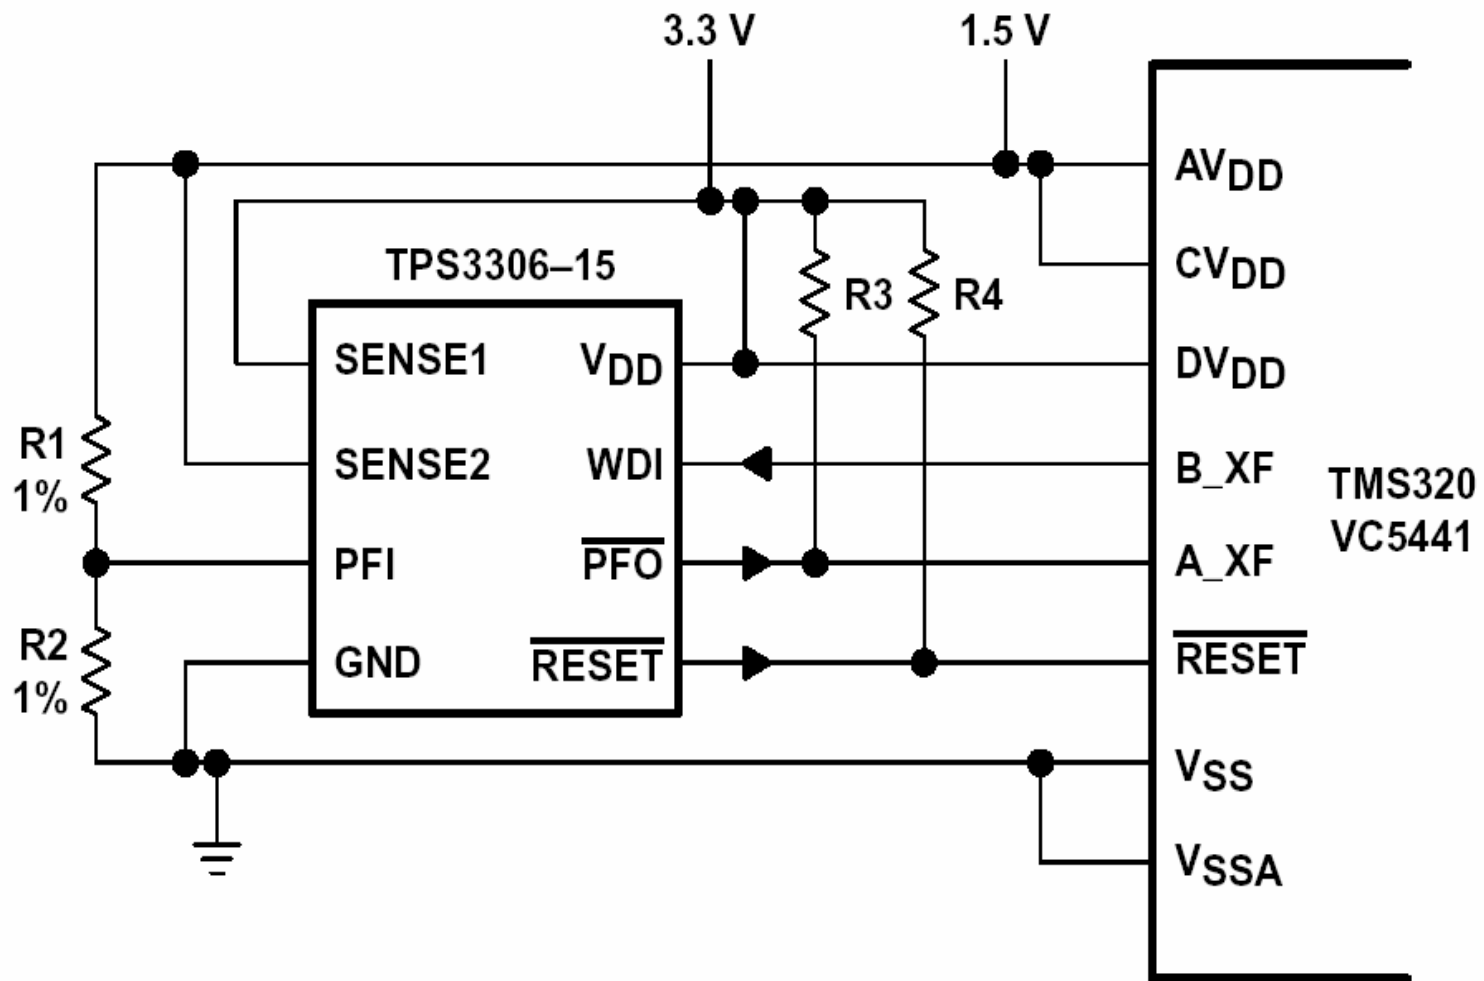 3.3 V
1.5 V
AVDD
TPS3306–15
R3
R4
CVDD
SENSE1
VDD
DVDD
R1
1%
SENSE2
WDI
B_XF
TMS320
VC5441
PFI
PFO
A_XF
R2
1%
GND
RESET
RESET
VSS
VSSA